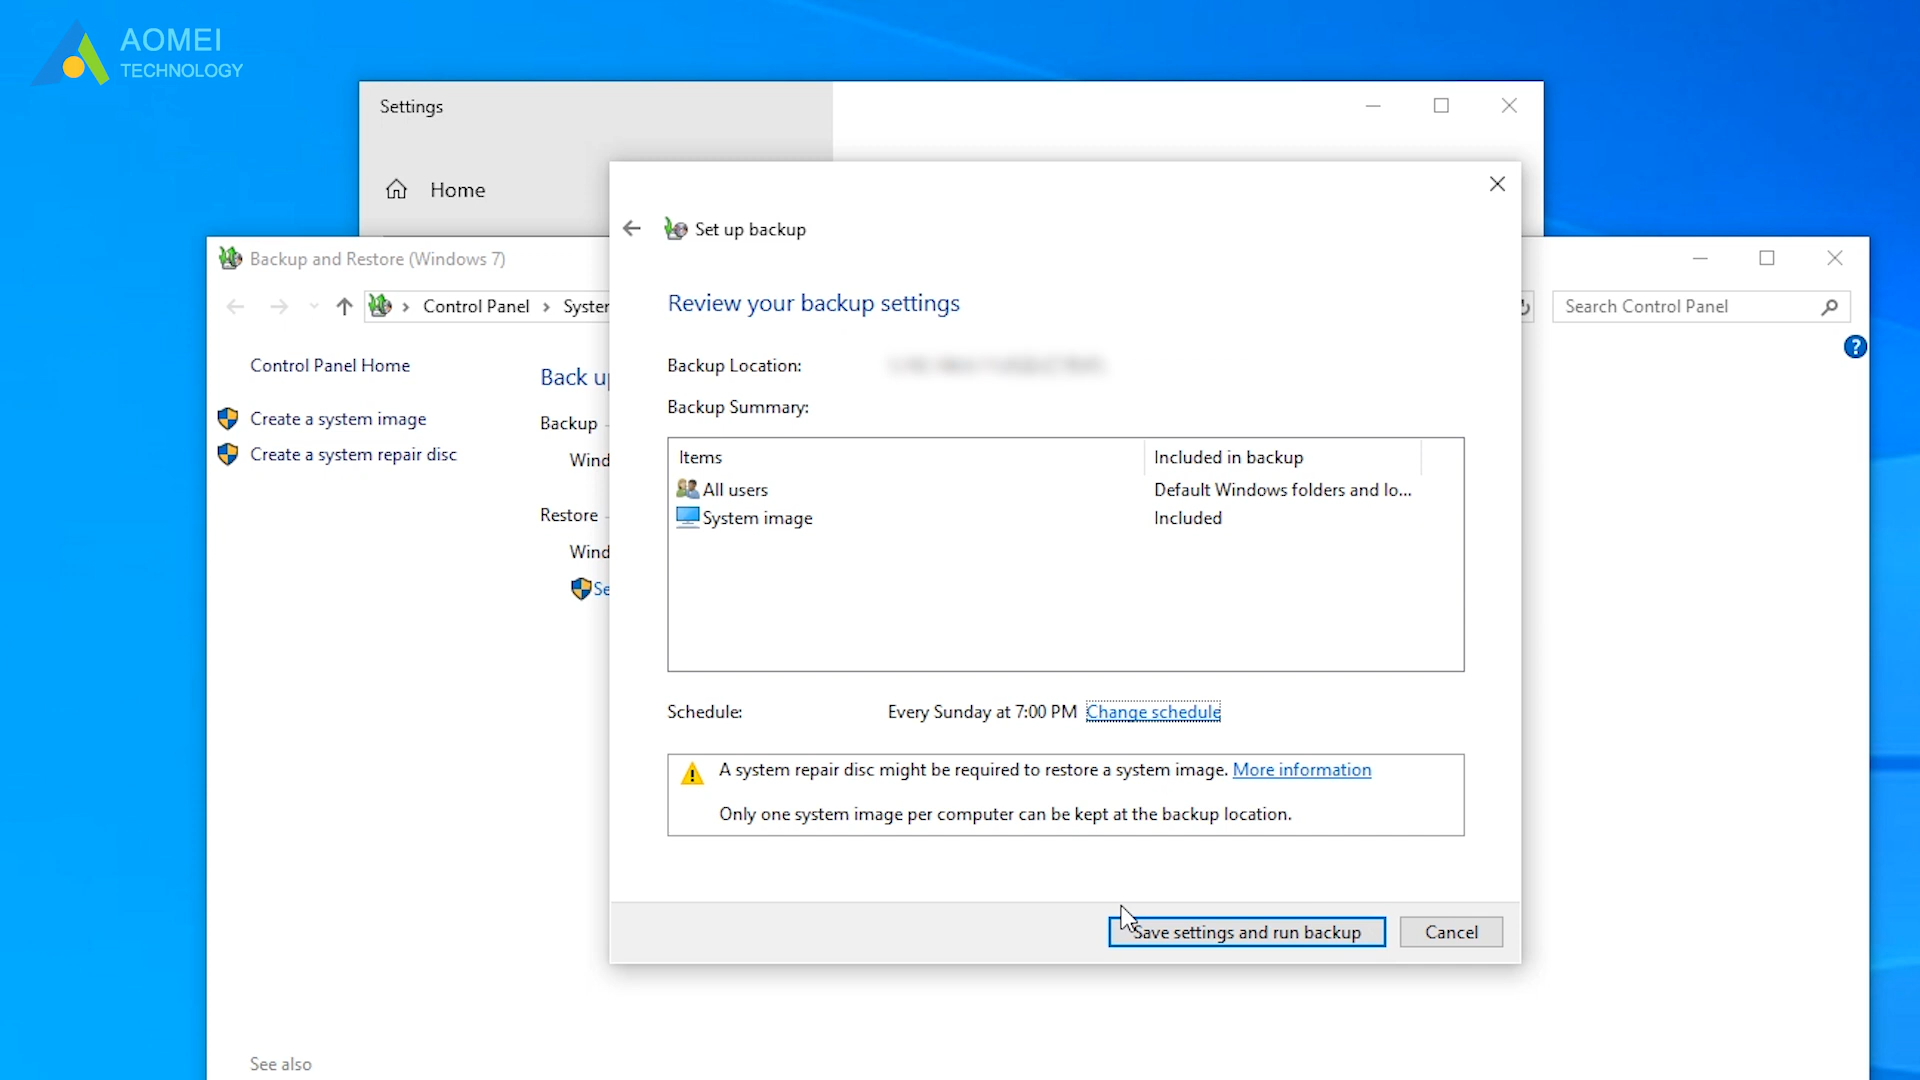 AOMEI
TECHNOLOGY
Settings
Home
Set up backup
Backup and Restore (Windows 7)
Control Panel
Search Control Panel
Review your backup settings
Control Panel Home
Back
Backup Location:
Create a system image
Backup
Backup Summary:
Create a system repair disc
Wind
Items Included in backup
All users Default Windows folders and lo...
Restore
System image Included
Wind
Se
Schedule: Every Sunday at 7:00 PM Change schedule
A system repair disc might be required to restore a system image. More information
Only one system image per computer can be kept at the backup location.
Save settings and run backup Cancel
See also